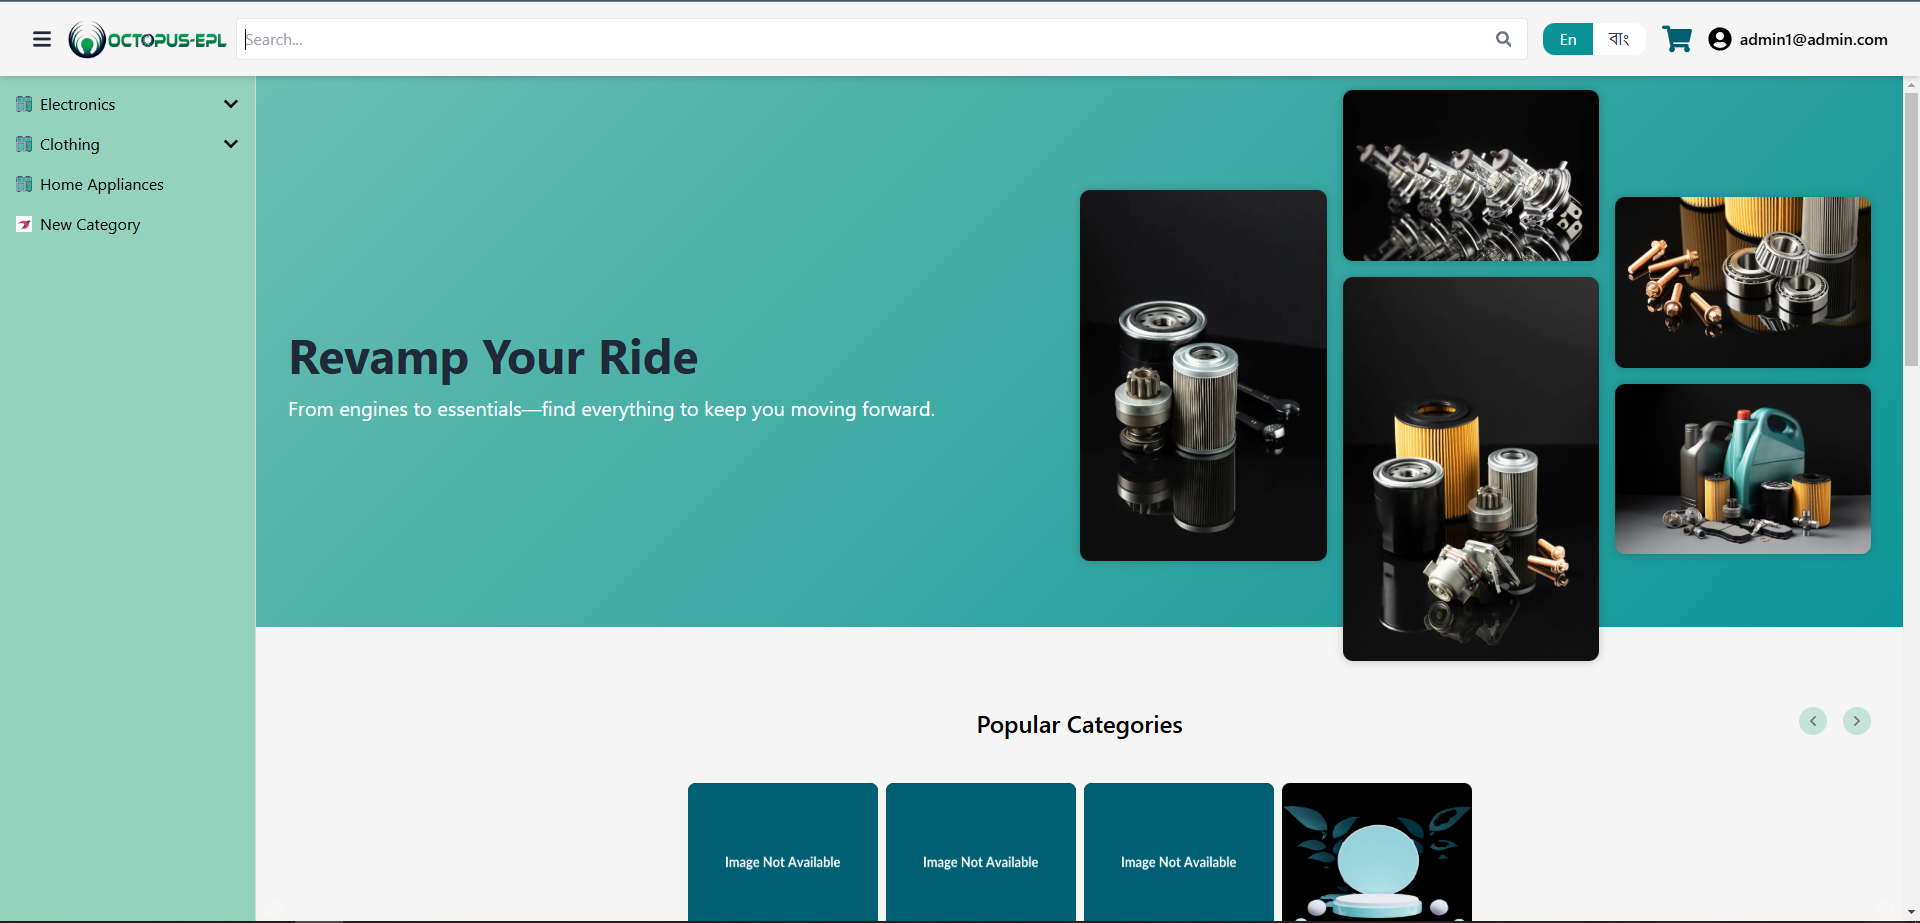 OCTOPUS-EPL
Search...
En
বাং
admin1@admin.com
Electronics
Clothing
Home Appliances
New Category
Revamp Your Ride
From engines to essentials—find everything to keep you moving forward.
Popular Categories
Image Not Available
Image Not Available
Image Not Available